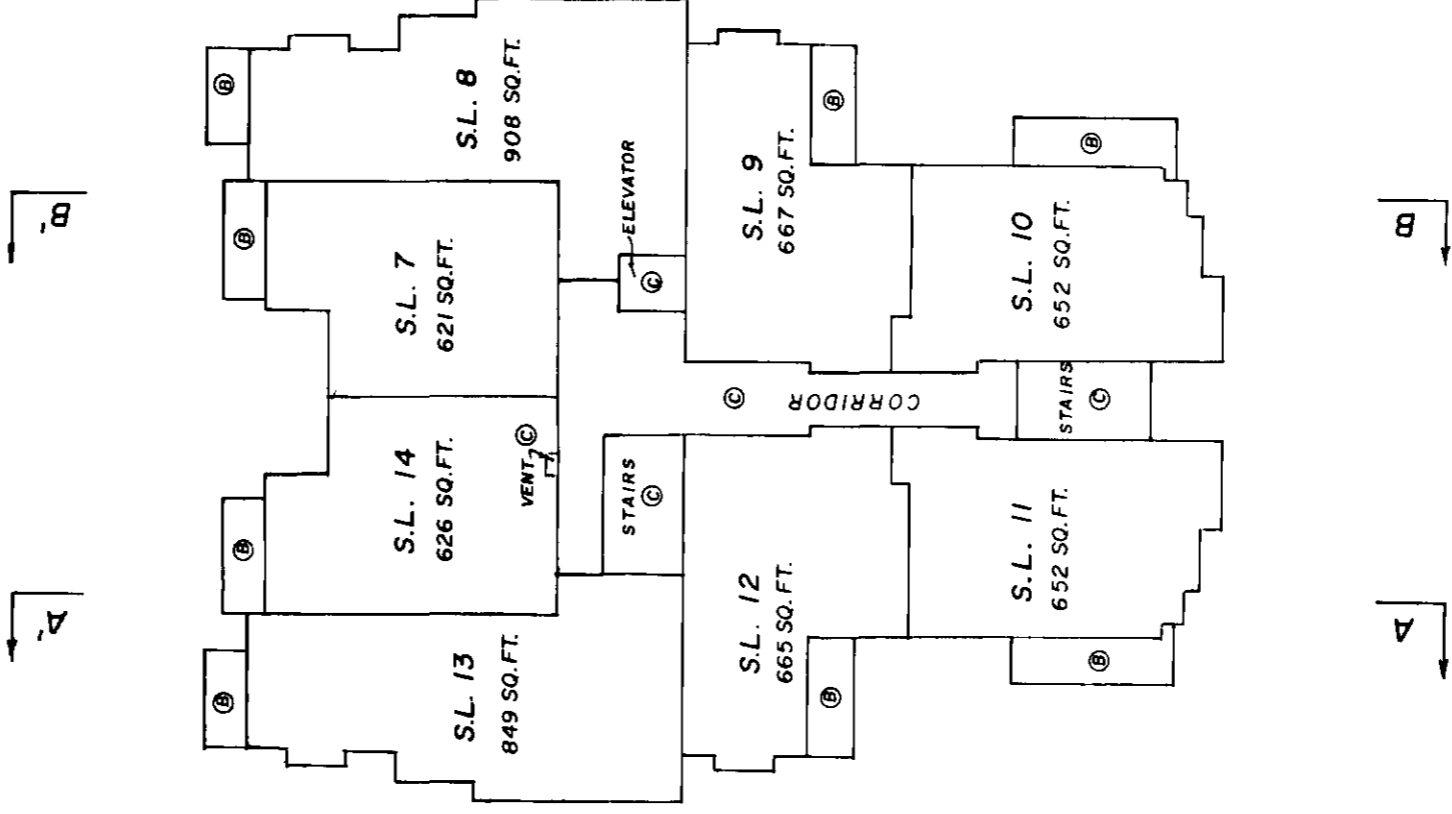 Ⓑ
S.L. 8
908 SQ.FT.
B'
Ⓑ
S.L. 7
621 SQ.FT.
ELEVATOR
Ⓒ
S.L. 9
667 SQ.FT.
Ⓑ
Ⓑ
S.L. 10
652 SQ.FT.
B
Ⓒ
CORRIDOR
STAIRS
Ⓒ
S.L. 14
626 SQ.FT.
VENT
Ⓒ
Ⓑ
STAIRS
Ⓒ
S.L. 11
652 SQ.FT.
Ⓑ
S.L. 12
665 SQ.FT.
Ⓑ
A'
S.L. 13
849 SQ.FT.
Ⓑ
A